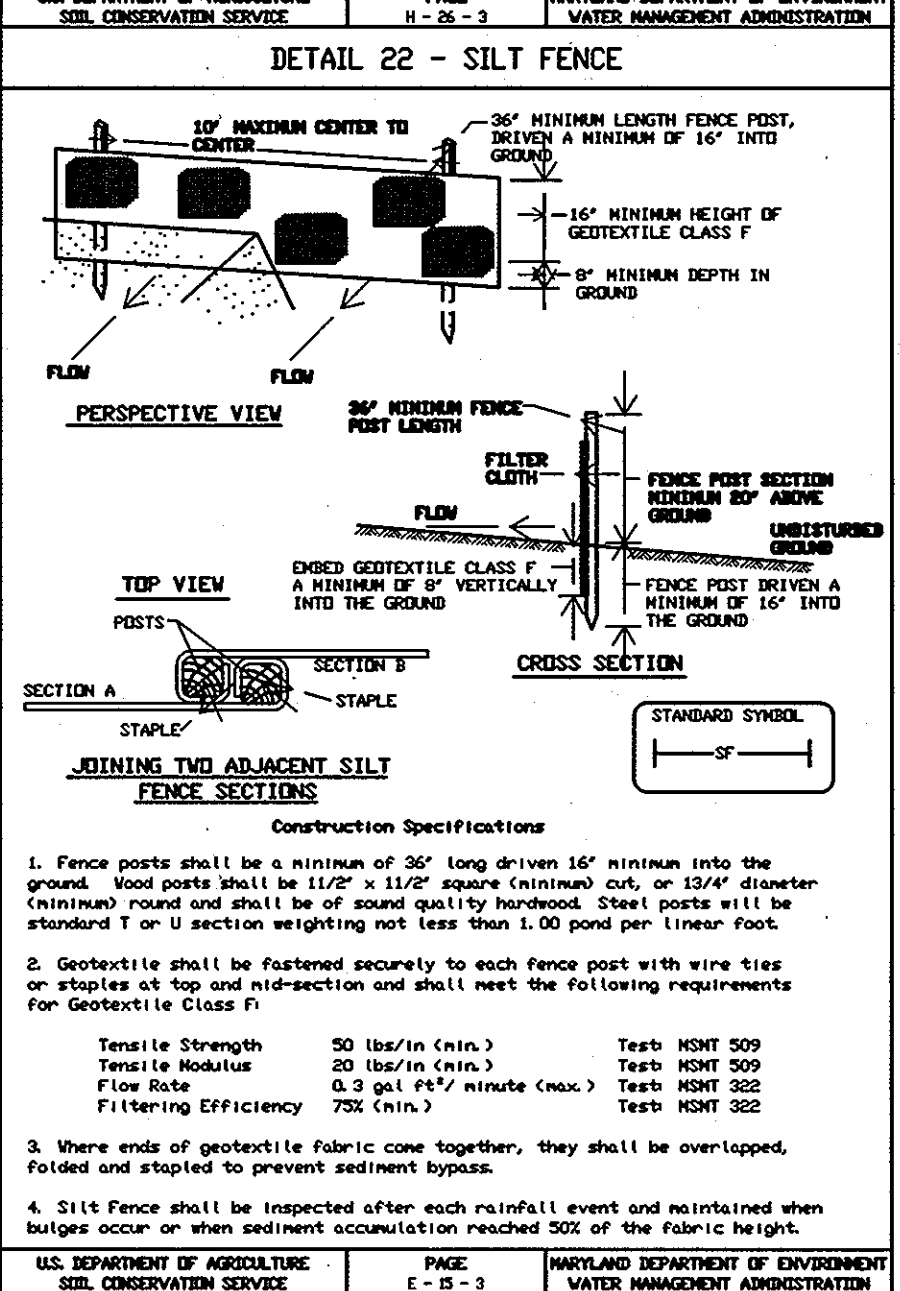 SOIL CONSERVATION SERVICE
H - 26 - 3
WATER MANAGEMENT ADMINISTRATION
DETAIL 22 - SILT FENCE
10" MAXIMUM CENTER TO
CENTER
36" MINIMUM LENGTH FENCE POST,
DRIVEN A MINIMUM OF 16" INTO
GROUND
16" MINIMUM HEIGHT OF
GEOTEXTILE CLASS F
8" MINIMUM DEPTH IN
GROUND
FLOW
FLOW
PERSPECTIVE VIEW
36" MINIMUM FENCE
POST LENGTH
FILTER
CLOTH
FENCE POST SECTION
MINIMUM 20" ABOVE
GROUND
FLOW
UNDISTURBED
GROUND
EMBED GEOTEXTILE CLASS F
A MINIMUM OF 8" VERTICALLY
INTO THE GROUND
FENCE POST DRIVEN A
MINIMUM OF 16" INTO
THE GROUND
CROSS SECTION
TOP VIEW
POSTS
SECTION B
SECTION A
STAPLE
STAPLE
JOINING TWO ADJACENT SILT
FENCE SECTIONS
STANDARD SYMBOL
SF
Construction Specifications
1. Fence posts shall be a minimum of 36" long driven 16" minimum into the
ground. Wood posts shall be 11/2" x 11/2" square (minimum) cut, or 13/4" diameter
(minimum) round and shall be of sound quality hardwood. Steel posts will be
standard T or U section weighting not less than 1.00 pond per linear foot.
2. Geotextile shall be fastened securely to each fence post with wire ties
or staples at top and mid-section and shall meet the following requirements
for Geotextile Class F:
Tensile Strength 50 lbs/in (min.) Test: MSMT 509
Tensile Modulus 20 lbs/in (min.) Test: MSMT 509
Flow Rate 0.3 gal ft²/ minute (max.) Test: MSMT 322
Filtering Efficiency 75% (min.) Test: MSMT 322
3. Where ends of geotextile fabric come together, they shall be overlapped,
folded and stapled to prevent sediment bypass.
4. Silt Fence shall be inspected after each rainfall event and maintained when
bulges occur or when sediment accumulation reached 50% of the fabric height.
U.S. DEPARTMENT OF AGRICULTURE
SOIL CONSERVATION SERVICE
PAGE
E - 15 - 3
MARYLAND DEPARTMENT OF ENVIRONMENT
WATER MANAGEMENT ADMINISTRATION